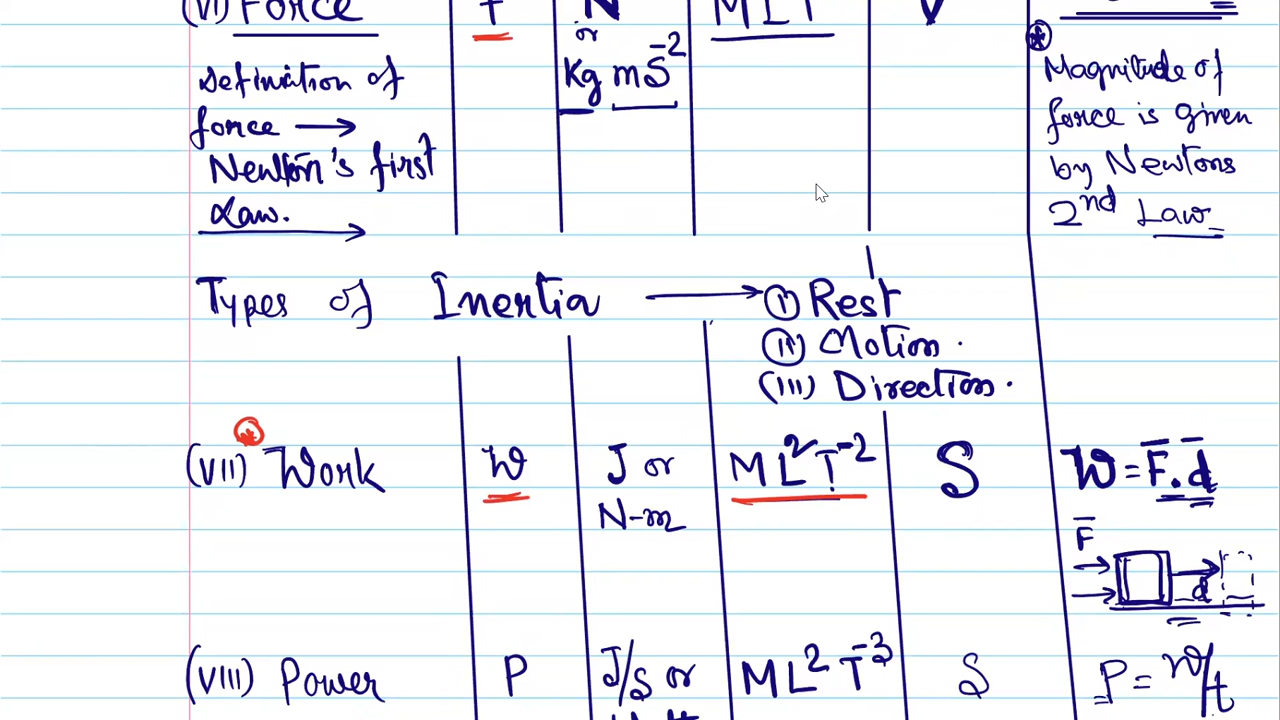 (VI) Force
N
or
Kg mS⁻²
Definition of
force →
Newton's first
Law.
Magnitude of
force is given
by Newtons
2nd Law
Types of Inertia → (i) Rest
(ii) Motion.
(III) Direction.
(VII) Work W J or ML²T⁻² S W = F̅.d̅
N-m
F̅
d
(VIII) Power P J/s or ML²T⁻³ S P = W/t